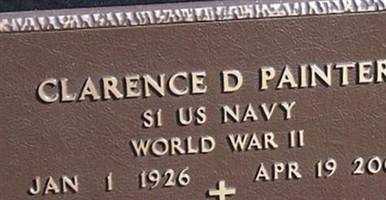 CLARENCE D PAINTER
S1 US NAVY
WORLD WAR II
JAN 1 1926 APR 19